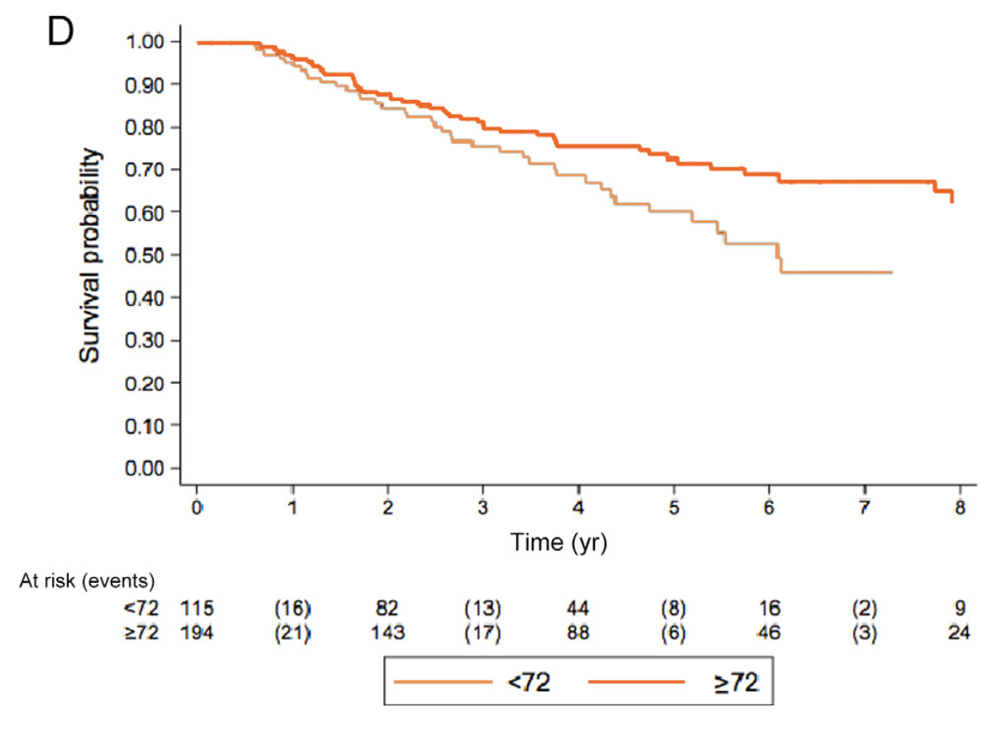 D
1.00
0.90
0.80
0.70
0.60
0.50
0.40
0.30
0.20
0.10
0.00
Survival probability
0 1 2 3 4 5 6 7 8
Time (yr)
At risk (events)
<72 115 (16) 82 (13) 44 (8) 16 (2) 9
≥72 194 (21) 143 (17) 88 (6) 46 (3) 24
<72 ≥72